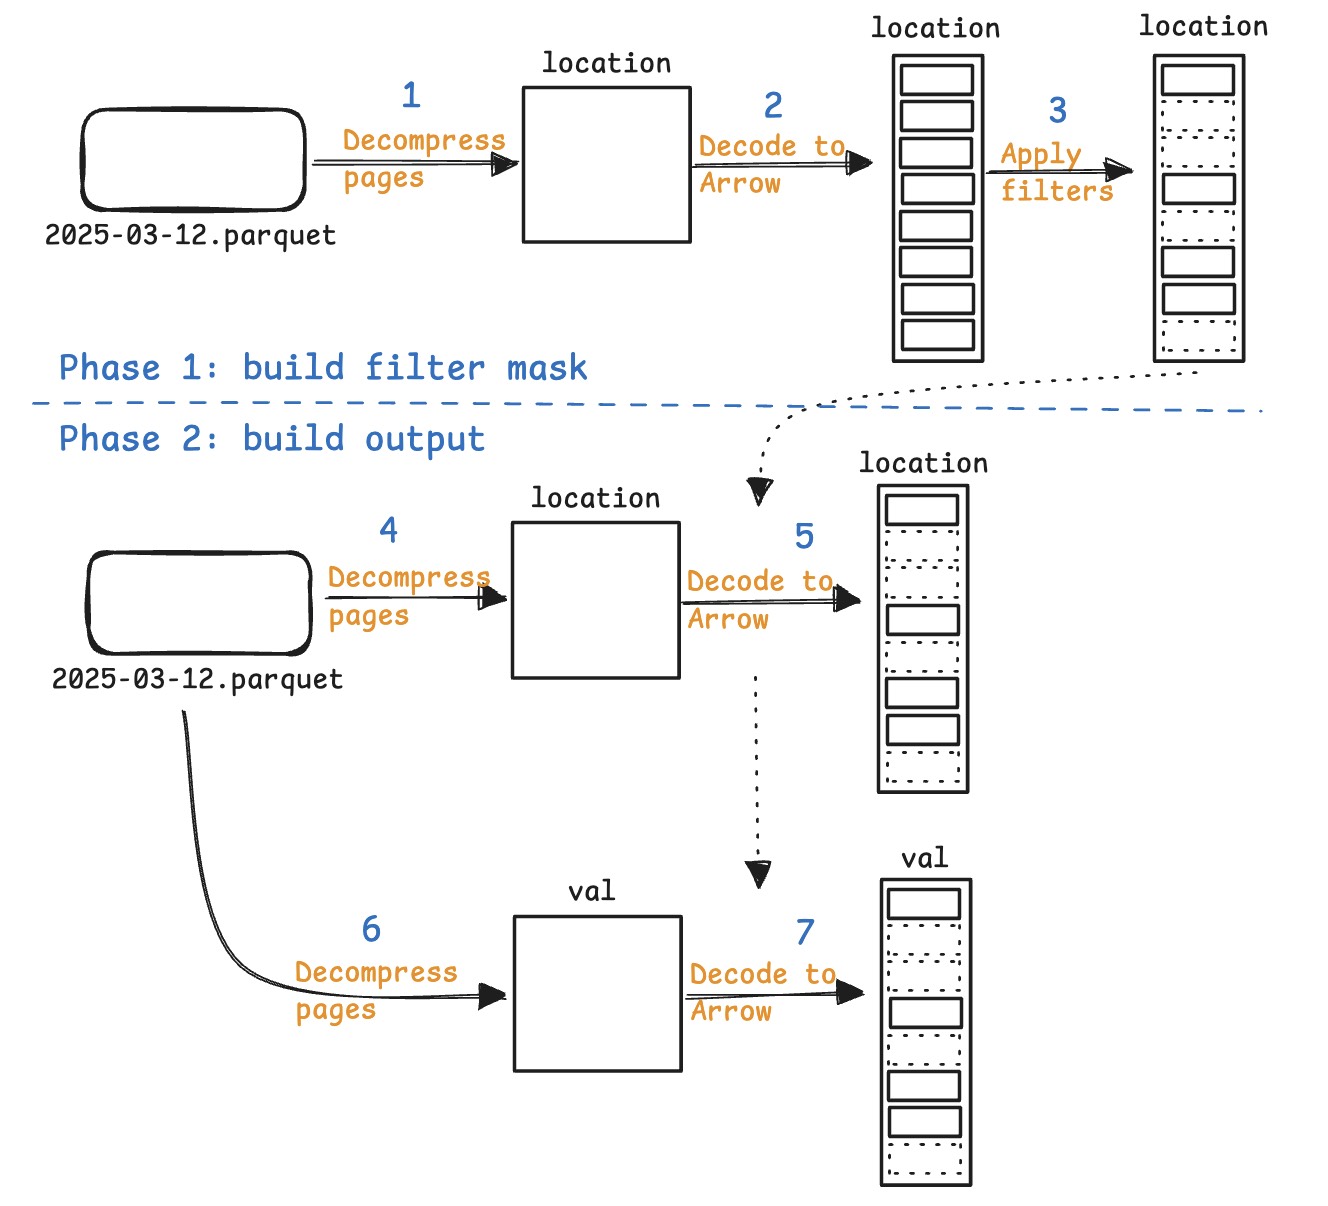 location
location
location
1
Decompress
pages
2
Decode to
Arrow
3
Apply
filters
2025-03-12.parquet
Phase 1: build filter mask
Phase 2: build output
location
location
4
Decompress
pages
5
Decode to
Arrow
2025-03-12.parquet
val
val
6
Decompress
pages
7
Decode to
Arrow